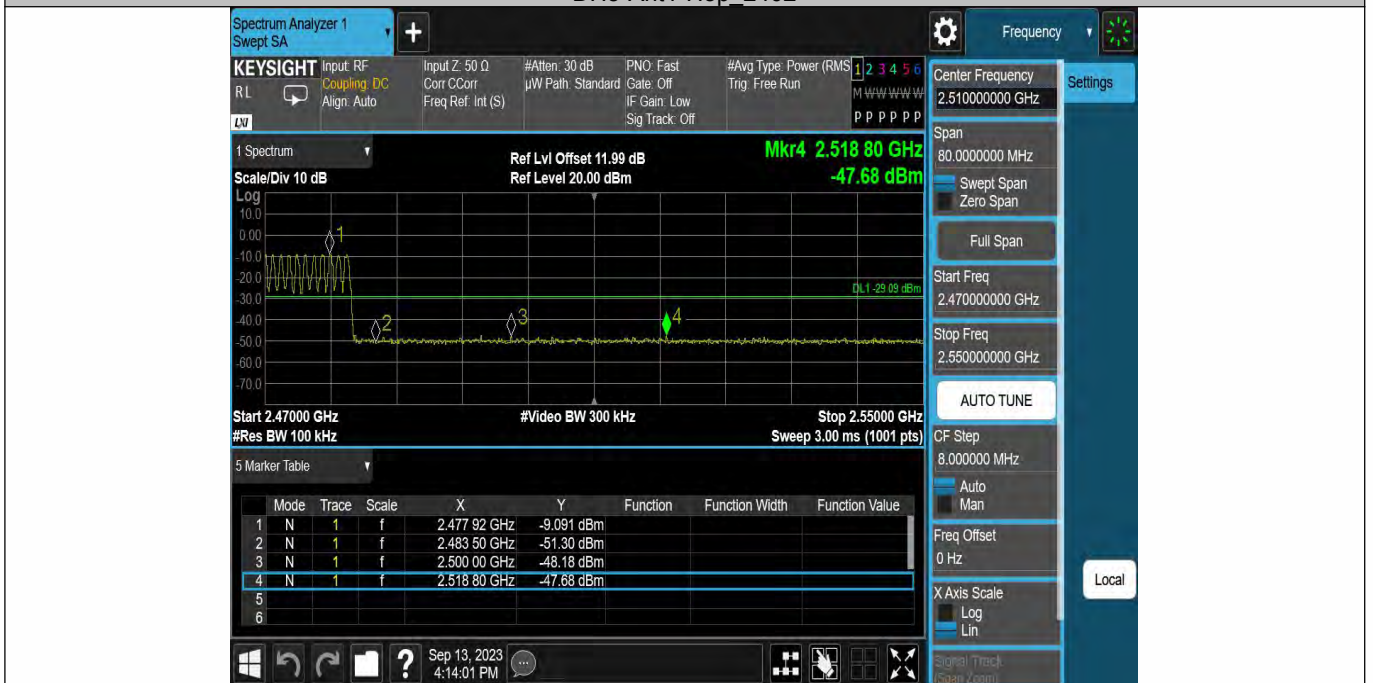 Spectrum Analyzer 1
Swept SA
+
Frequency
KEYSIGHT
RL
LXI
Input: RF
Coupling: DC
Align: Auto
Input Z: 50 Ω
Corr CCorr
Freq Ref: Int (S)
#Atten: 30 dB
µW Path: Standard
PNO: Fast
Gate: Off
IF Gain: Low
Sig Track: Off
#Avg Type: Power (RMS
Trig: Free Run
1 2 3 4 5 6
M W W W W W
P P P P P P
Center Frequency
2.510000000 GHz
Settings
Span
80.0000000 MHz
Swept Span
Zero Span
Full Span
Start Freq
2.470000000 GHz
Stop Freq
2.550000000 GHz
AUTO TUNE
CF Step
8.000000 MHz
Auto
Man
Freq Offset
0 Hz
X Axis Scale
Log
Lin
Signal Track
(Span Zoom)
Local
1 Spectrum
Scale/Div 10 dB
Log
Ref Lvl Offset 11.99 dB
Ref Level 20.00 dBm
Mkr4 2.518 80 GHz
-47.68 dBm
10.0
0.00
-10.0
-20.0
-30.0
-40.0
-50.0
-60.0
-70.0
1
2
3
4
DL1 -29.09 dBm
Start 2.47000 GHz
#Res BW 100 kHz
#Video BW 300 kHz
Stop 2.55000 GHz
Sweep 3.00 ms (1001 pts)
5 Marker Table
Mode Trace Scale X Y Function Function Width Function Value
1 N 1 f 2.477 92 GHz -9.091 dBm
2 N 1 f 2.483 50 GHz -51.30 dBm
3 N 1 f 2.500 00 GHz -48.18 dBm
4 N 1 f 2.518 80 GHz -47.68 dBm
5
6
?
Sep 13, 2023
4:14:01 PM